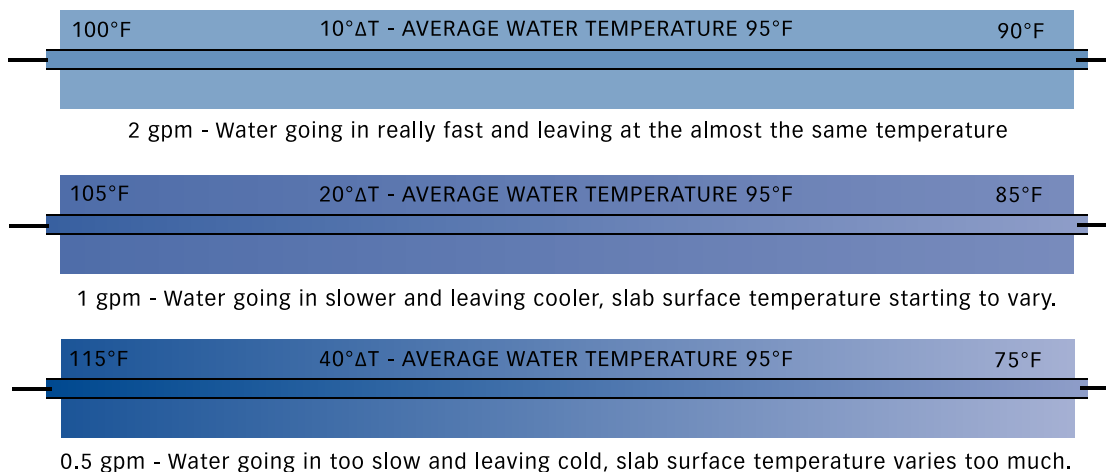 100°F 10°ΔT - AVERAGE WATER TEMPERATURE 95°F 90°F
2 gpm - Water going in really fast and leaving at the almost the same temperature
105°F 20°ΔT - AVERAGE WATER TEMPERATURE 95°F 85°F
1 gpm - Water going in slower and leaving cooler, slab surface temperature starting to vary.
115°F 40°ΔT - AVERAGE WATER TEMPERATURE 95°F 75°F
0.5 gpm - Water going in too slow and leaving cold, slab surface temperature varies too much.